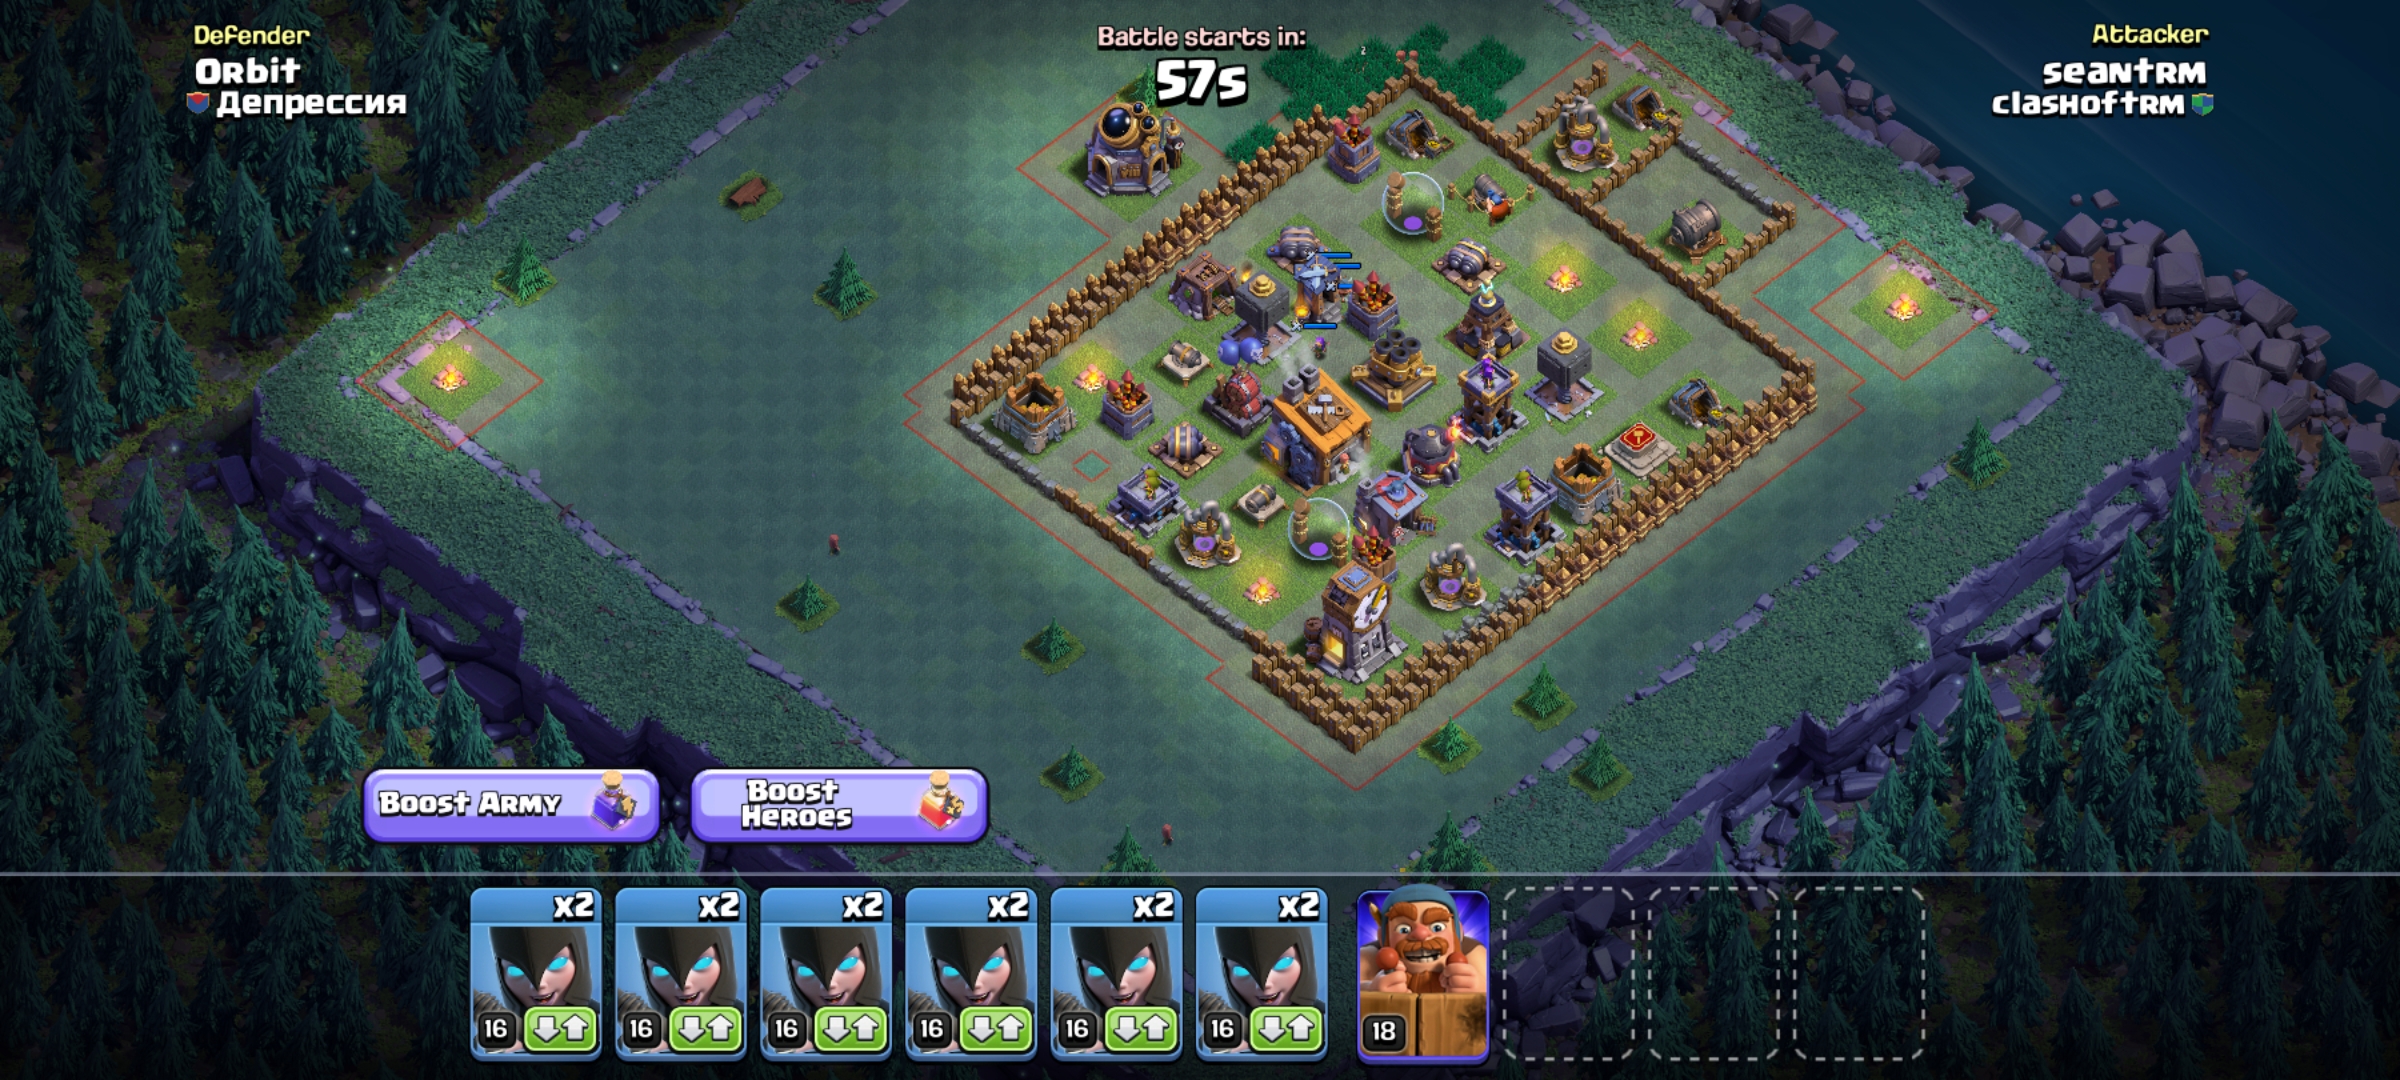 Defender
Orbit
Депрессия
Battle starts in:
57s
Attacker
seantrm
clashoftrm
2
Boost Army
Boost
Heroes
x2
x2
x2
x2
x2
x2
16
16
16
16
16
16
18